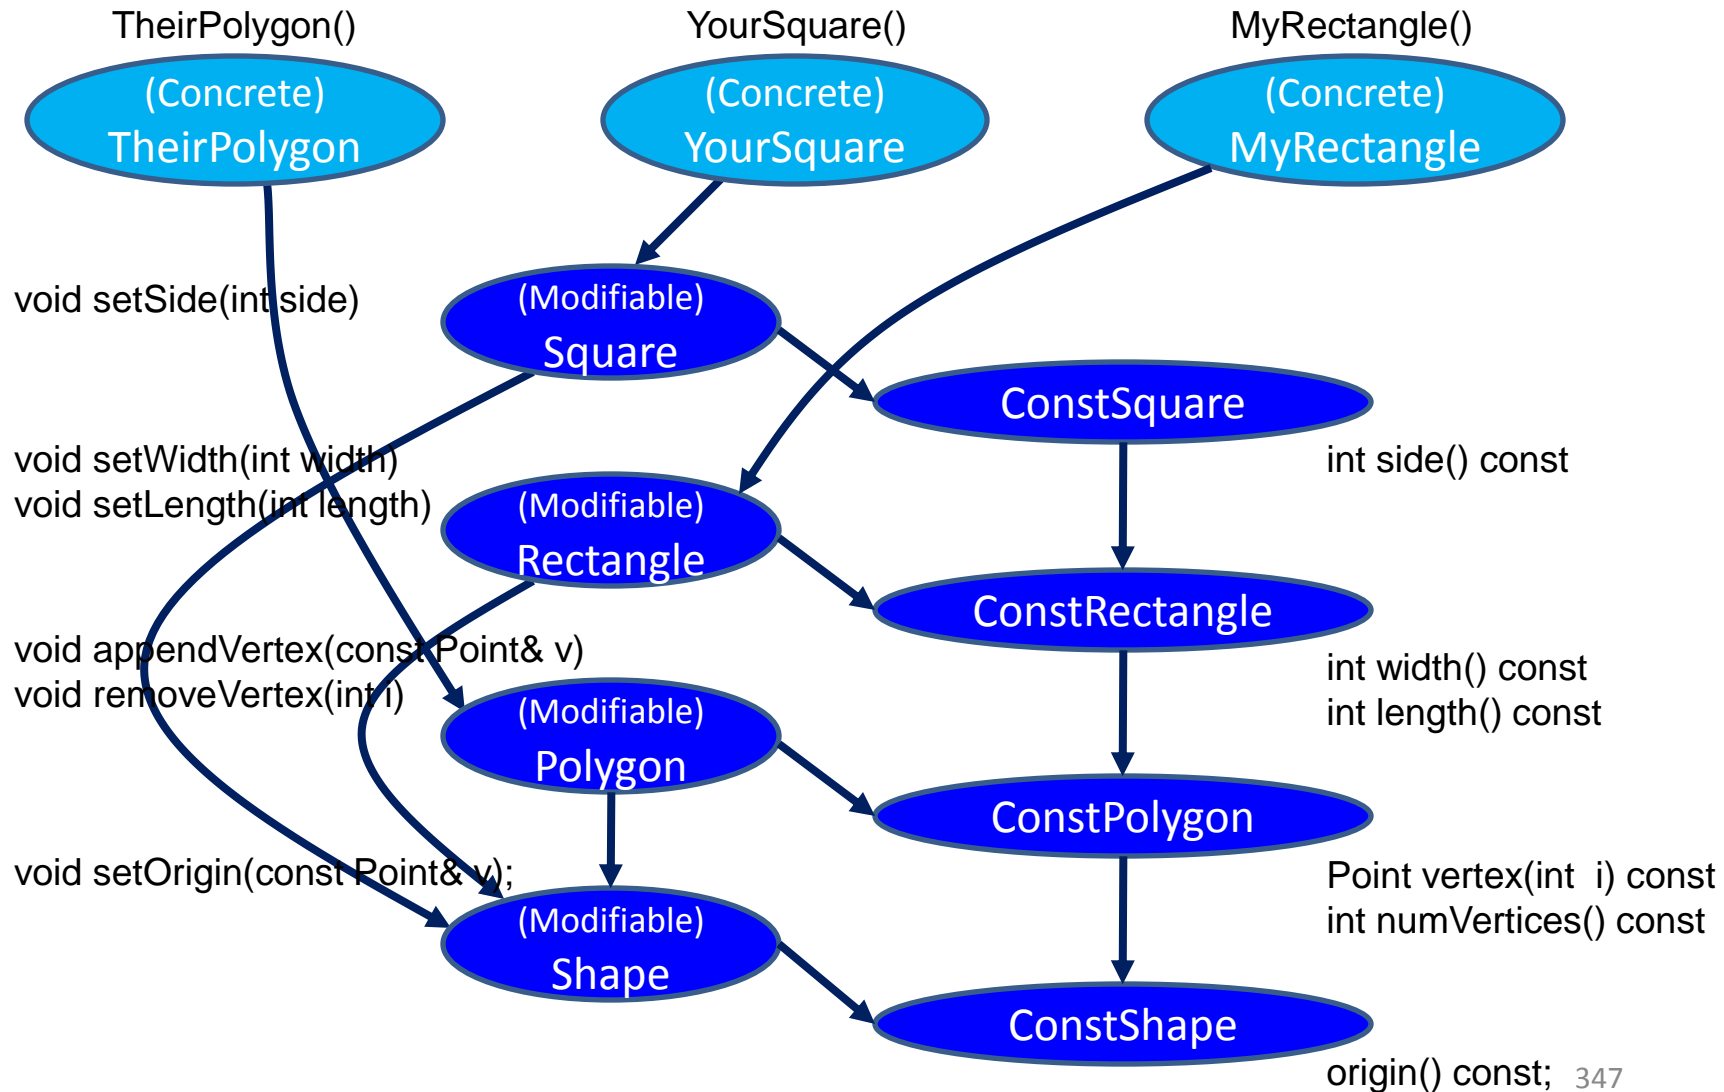 TheirPolygon()
YourSquare()
MyRectangle()
(Concrete)
TheirPolygon
(Concrete)
YourSquare
(Concrete)
MyRectangle
void setSide(int side)
(Modifiable)
Square
ConstSquare
int side() const
void setWidth(int width)
void setLength(int length)
(Modifiable)
Rectangle
ConstRectangle
int width() const
int length() const
void appendVertex(const Point& v)
void removeVertex(int i)
(Modifiable)
Polygon
ConstPolygon
Point vertex(int  i) const
int numVertices() const
void setOrigin(const Point& v);
(Modifiable)
Shape
ConstShape
origin() const;
347